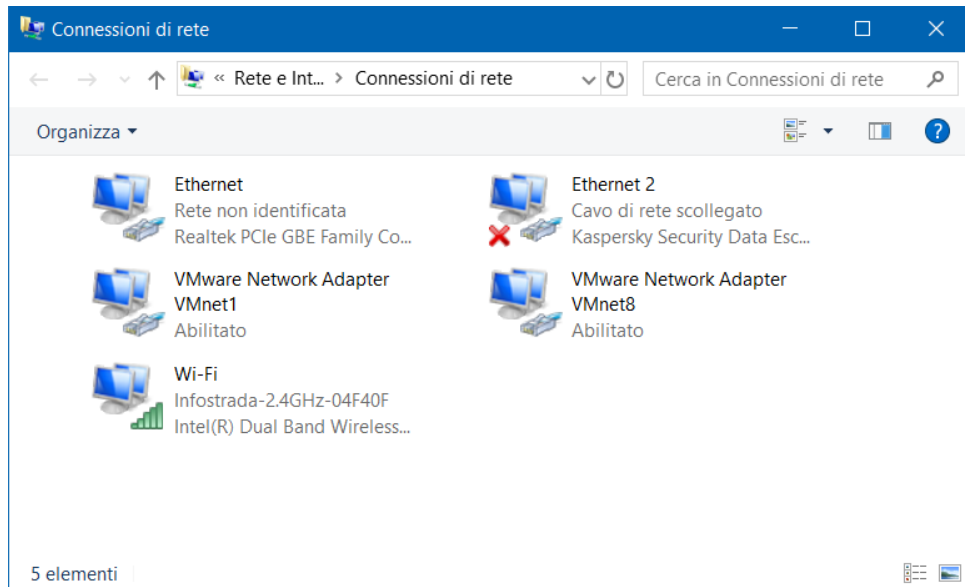 Connessioni di rete
« Rete e Int... > Connessioni di rete
Cerca in Connessioni di rete
Organizza
?
Ethernet
Rete non identificata
Realtek PCIe GBE Family Co...
Ethernet 2
Cavo di rete scollegato
Kaspersky Security Data Esc...
VMware Network Adapter
VMnet1
Abilitato
VMware Network Adapter
VMnet8
Abilitato
Wi-Fi
Infostrada-2.4GHz-04F40F
Intel(R) Dual Band Wireless...
5 elementi